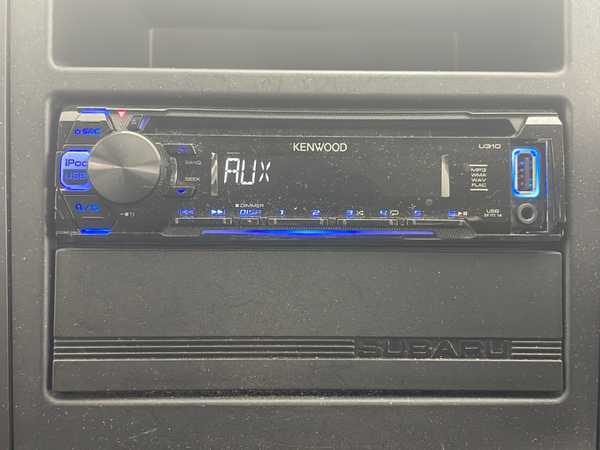 SRC
KENWOOD
U310
iPod
USB
BAND
AUX
SEEK
MP3
WMA
WAV
FLAC
DIMMER
DISP 1 2 3 4 5 6
USB
SUBARU